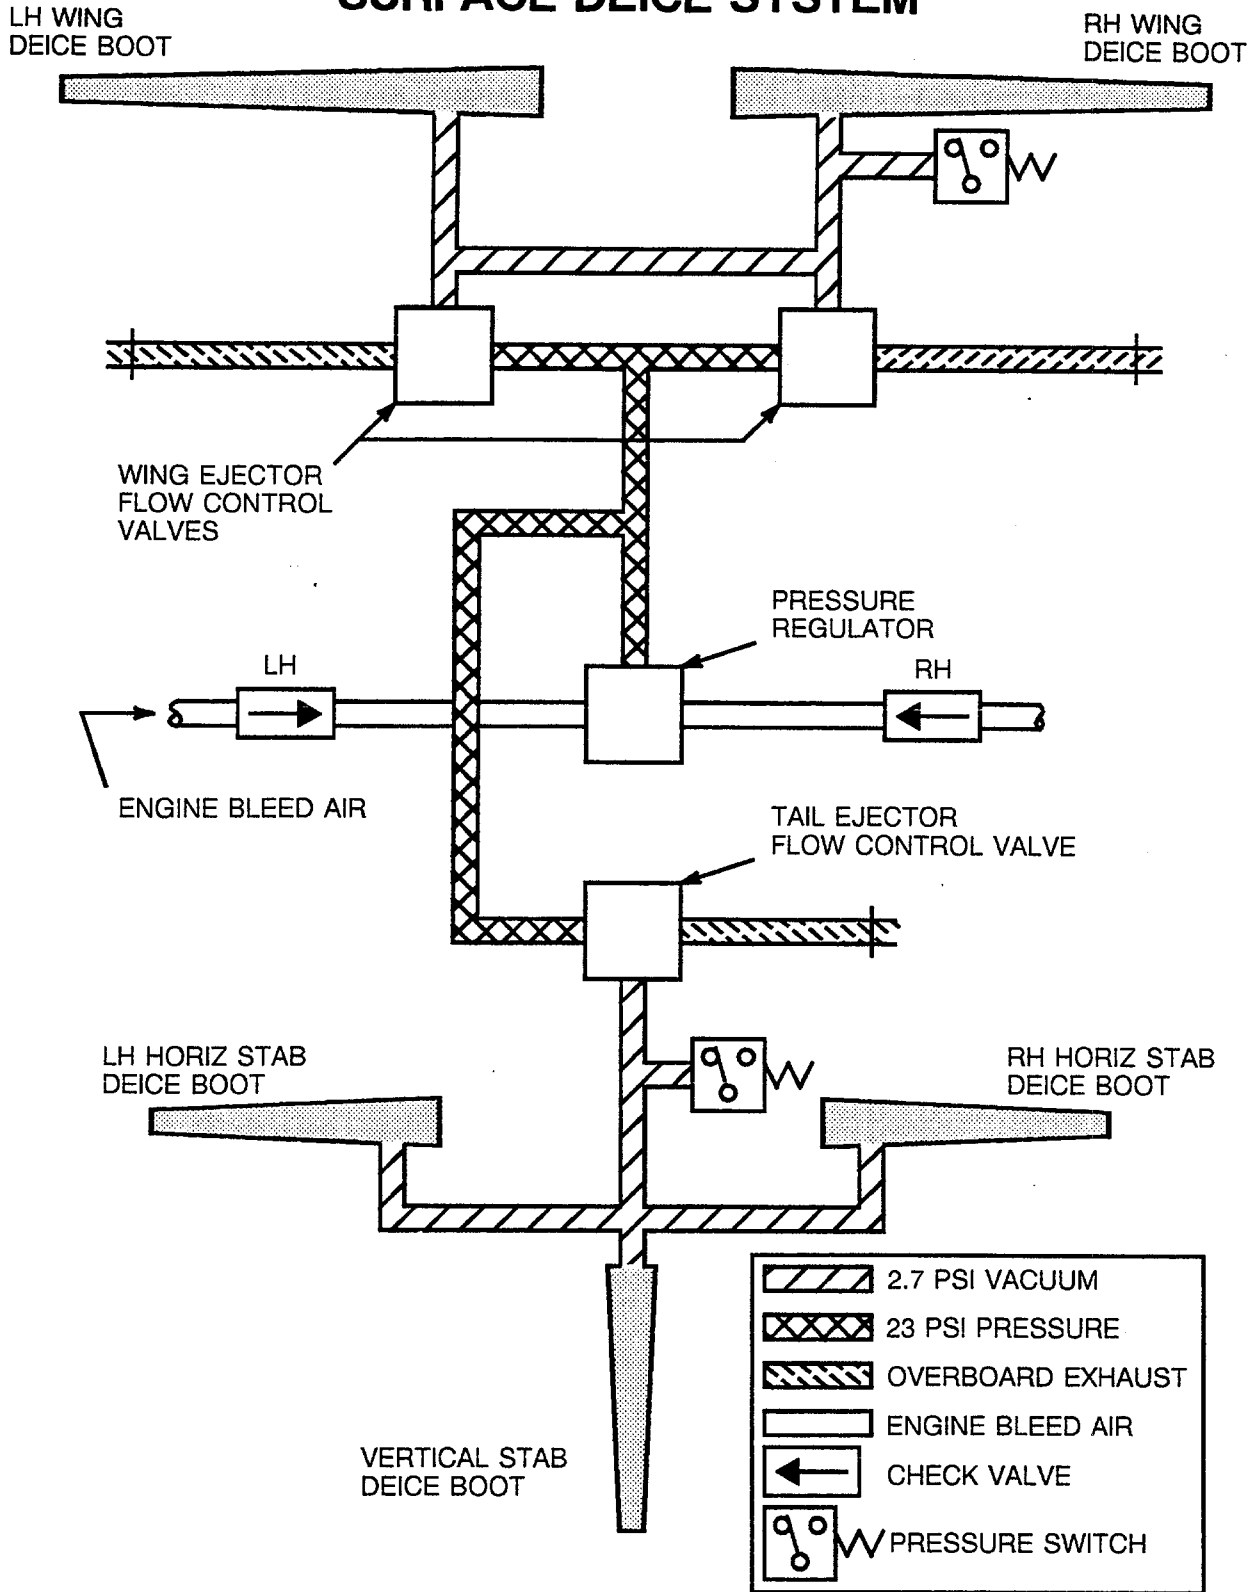 SURFACE DEICE SYSTEM
LH WING
DEICE BOOT
RH WING
DEICE BOOT
WING EJECTOR
FLOW CONTROL
VALVES
PRESSURE
REGULATOR
LH
RH
ENGINE BLEED AIR
TAIL EJECTOR
FLOW CONTROL VALVE
LH HORIZ STAB
DEICE BOOT
RH HORIZ STAB
DEICE BOOT
VERTICAL STAB
DEICE BOOT
2.7 PSI VACUUM
23 PSI PRESSURE
OVERBOARD EXHAUST
ENGINE BLEED AIR
CHECK VALVE
PRESSURE SWITCH